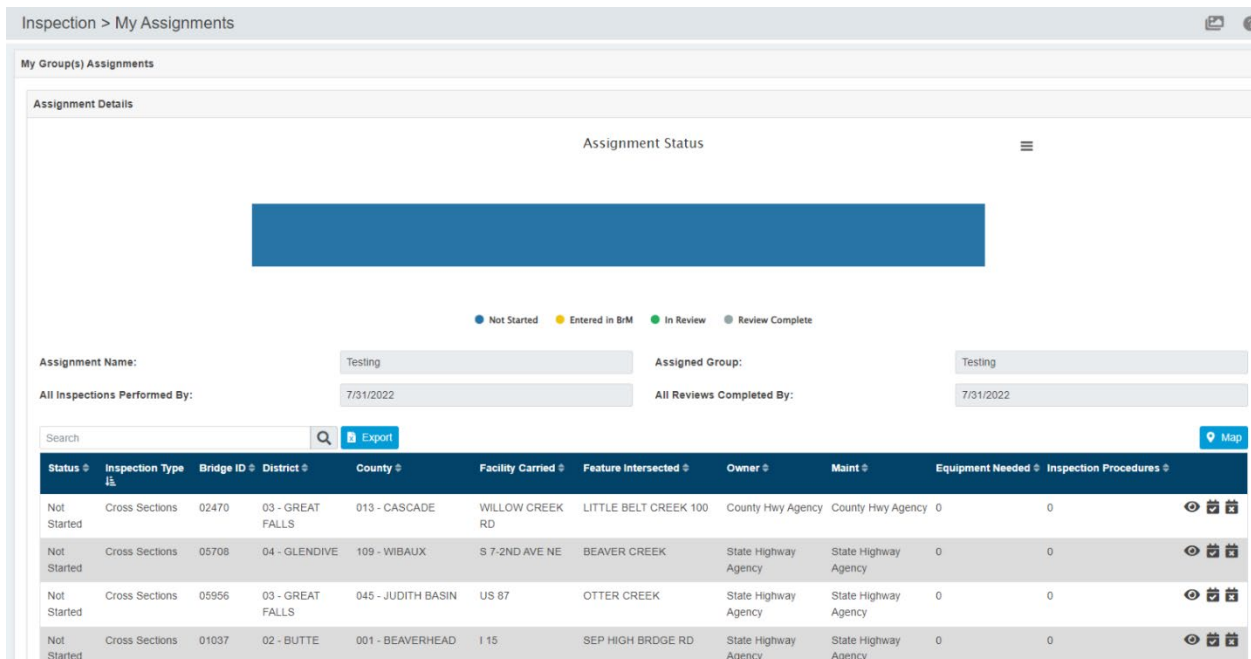 Inspection > My Assignments
My Group(s) Assignments
Assignment Details
Assignment Status
Not Started Entered in BrM In Review Review Complete
Assignment Name: Testing Assigned Group: Testing
All Inspections Performed By: 7/31/2022 All Reviews Completed By: 7/31/2022
Search Export Map
Status Inspection Type Bridge ID District County Facility Carried Feature Intersected Owner Maint Equipment Needed Inspection Procedures
Not Started Cross Sections 02470 03 - GREAT FALLS 013 - CASCADE WILLOW CREEK RD LITTLE BELT CREEK 100 County Hwy Agency County Hwy Agency 0 0
Not Started Cross Sections 05708 04 - GLENDIVE 109 - WIBAUX S 7-2ND AVE NE BEAVER CREEK State Highway Agency State Highway Agency 0 0
Not Started Cross Sections 05956 03 - GREAT FALLS 045 - JUDITH BASIN US 87 OTTER CREEK State Highway Agency State Highway Agency 0 0
Not Started Cross Sections 01037 02 - BUTTE 001 - BEAVERHEAD I 15 SEP HIGH BRDGE RD State Highway Agency State Highway Agency 0 0